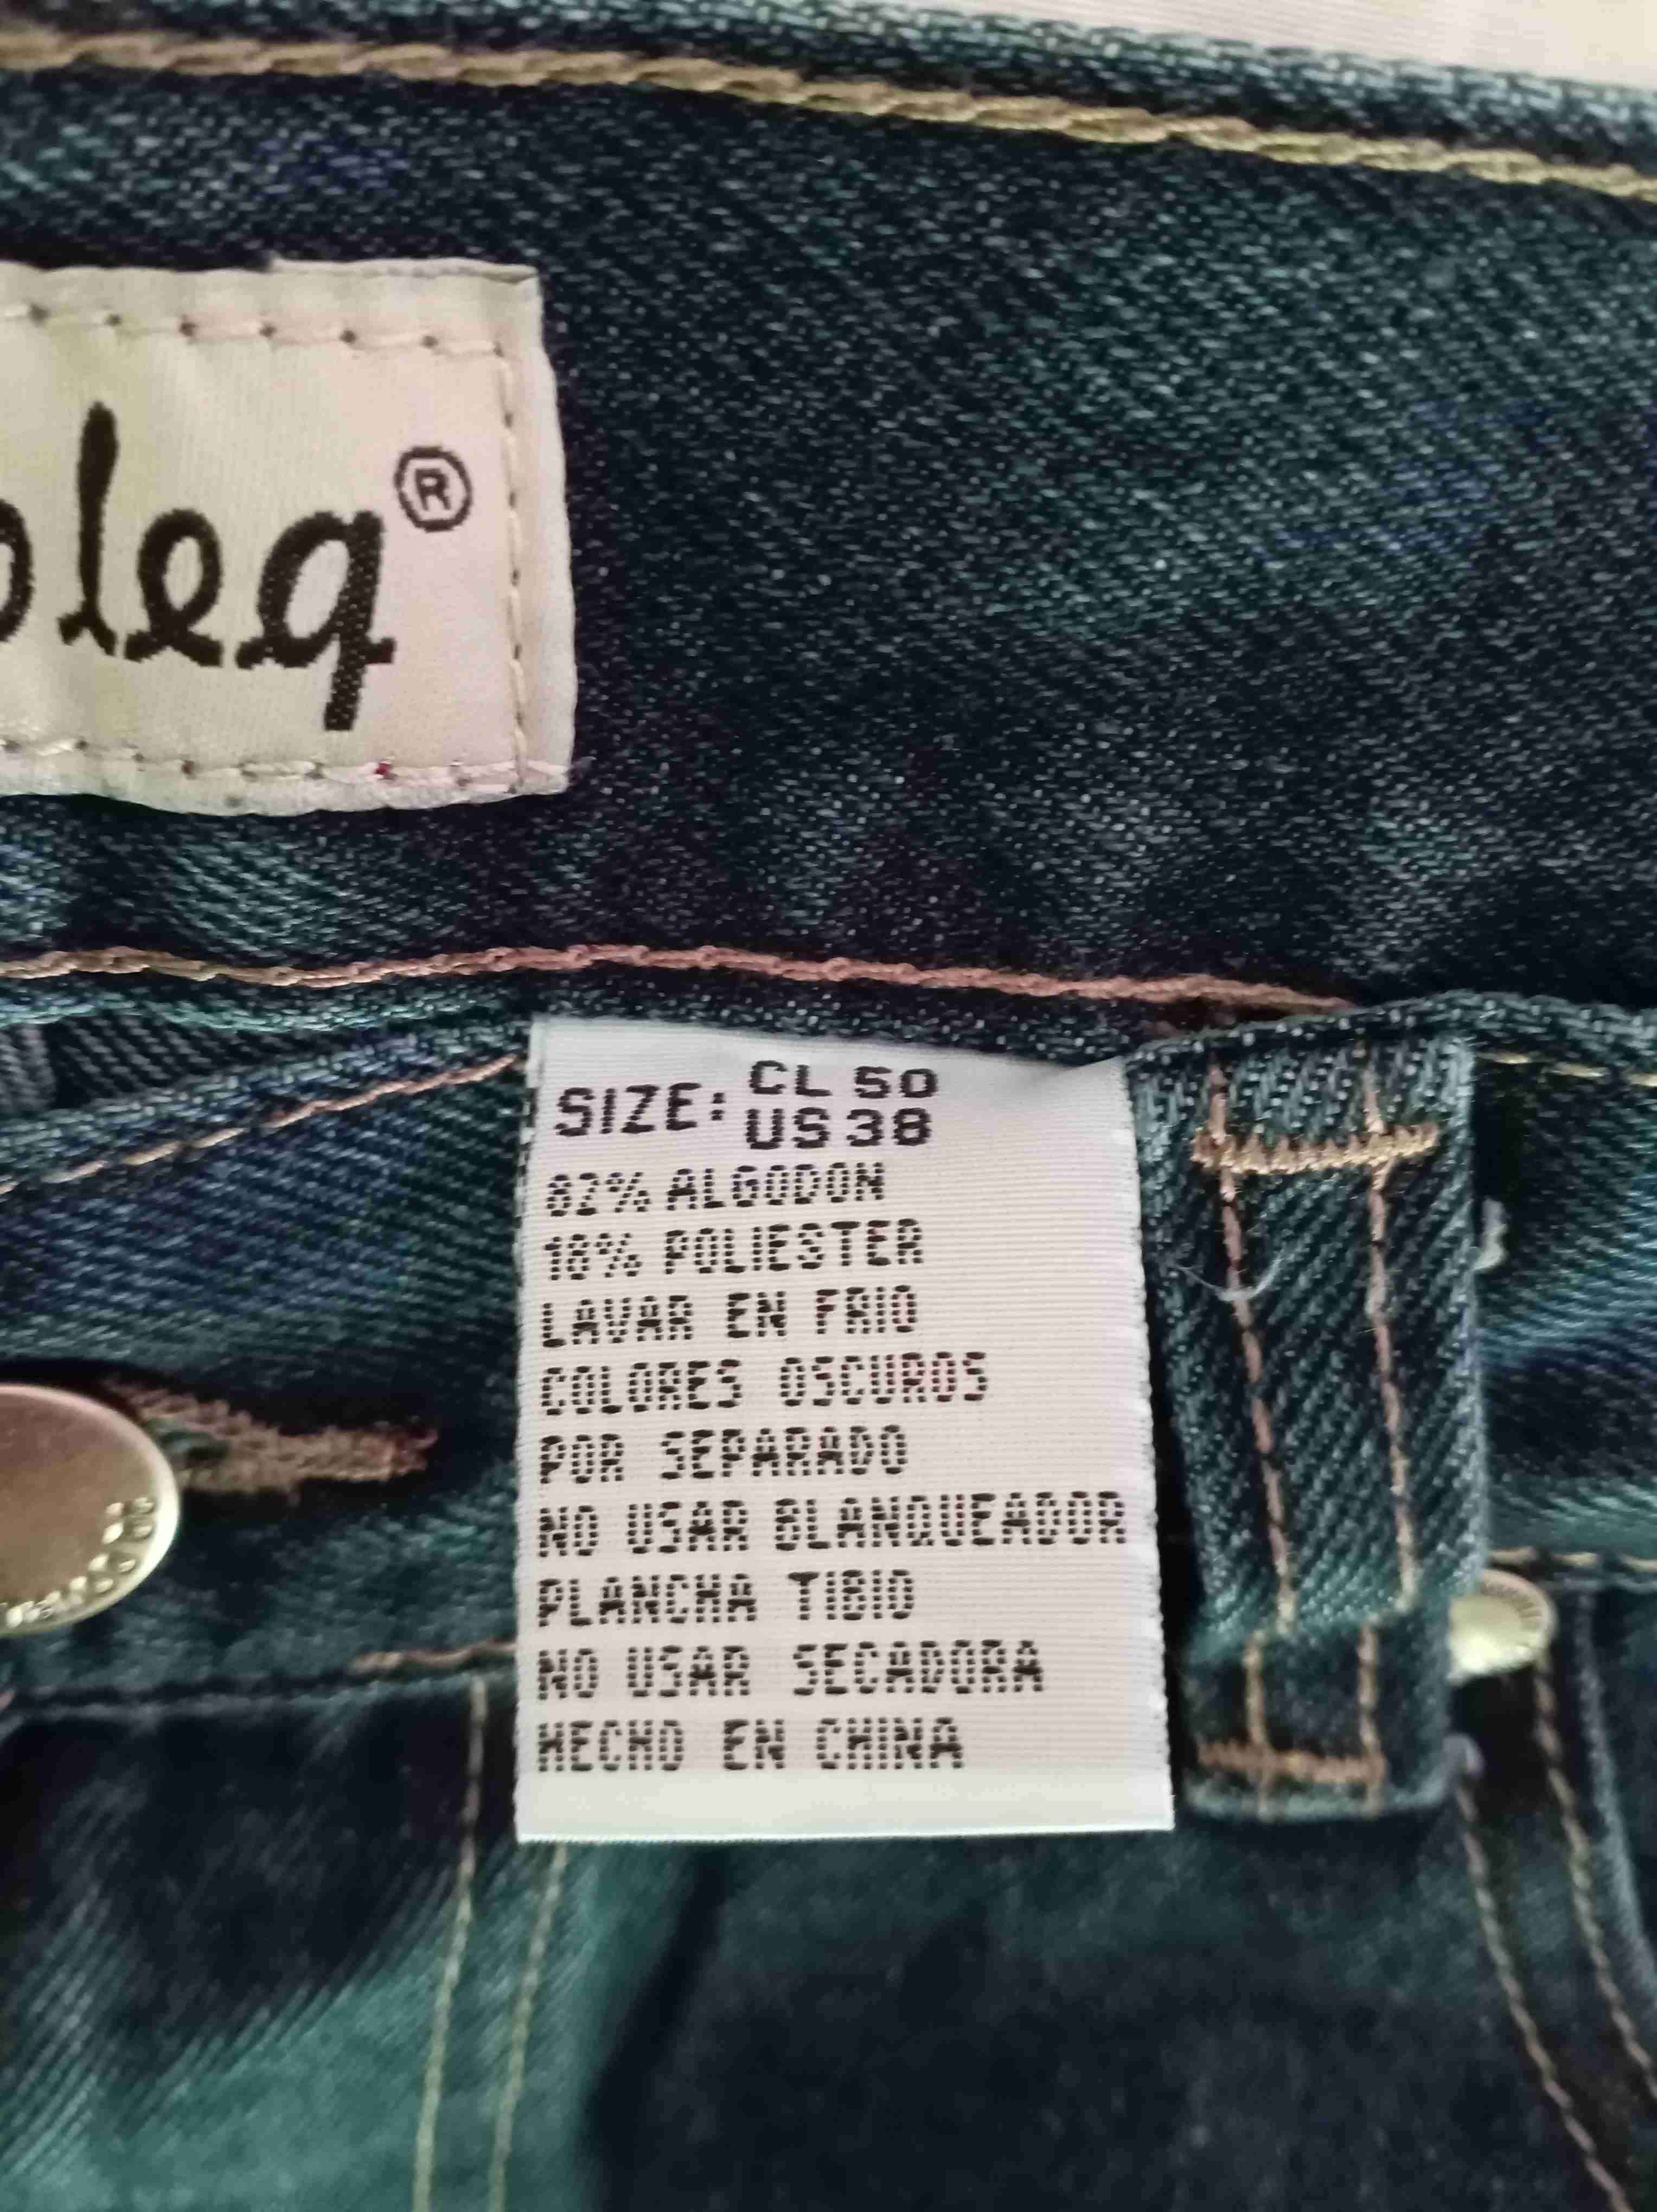 leq®
SIZE: CL 50
US 38
82% ALGODON
18% POLIESTER
LAVAR EN FRIO
COLORES OSCUROS
POR SEPARADO
NO USAR BLANQUEADOR
PLANCHA TIBIO
NO USAR SECADORA
HECHO EN CHINA